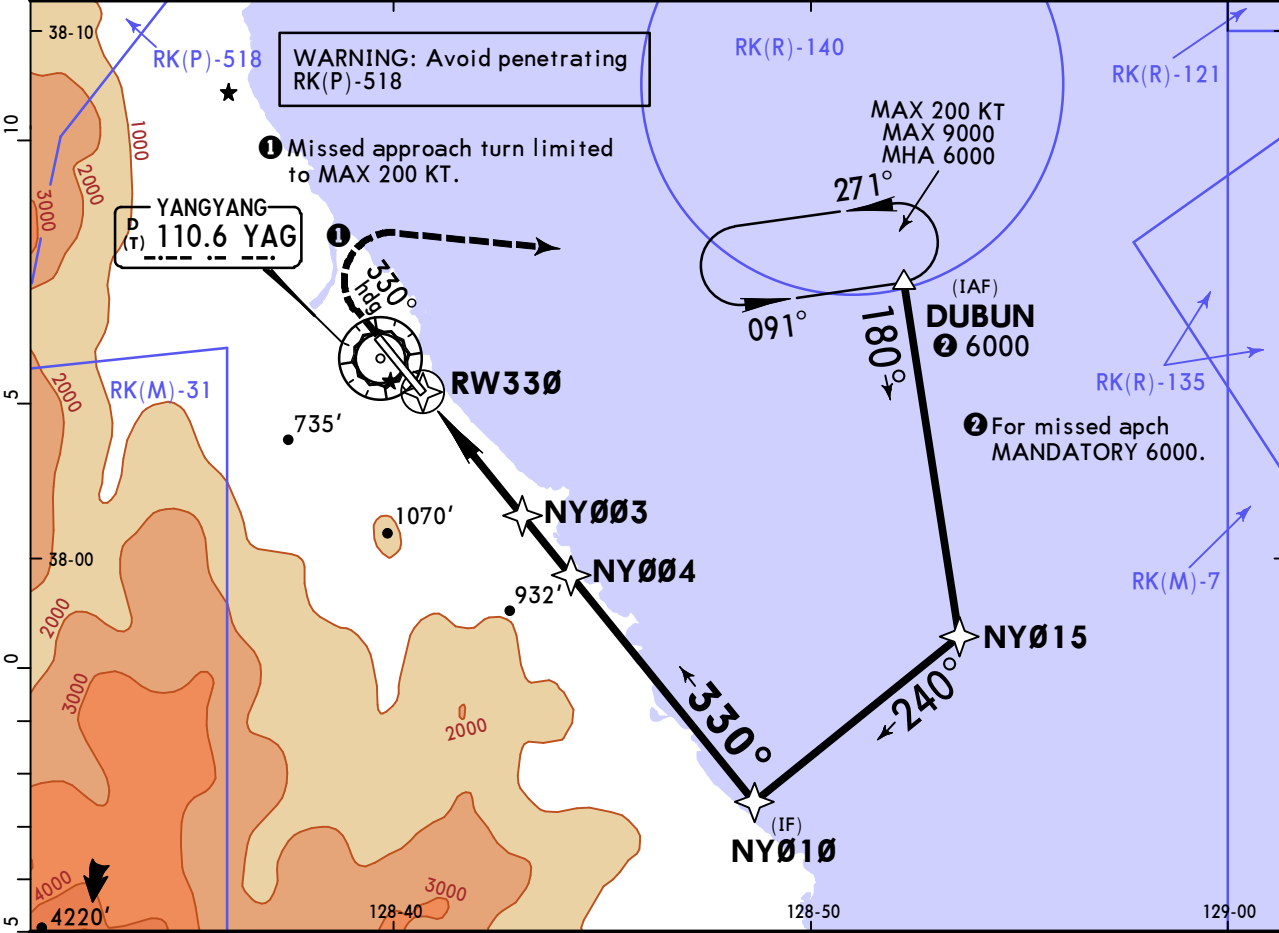 38-10
RK(P)-518
WARNING: Avoid penetrating
RK(P)-518
RK(R)-140
RK(R)-121
10
1000
2000
3000
1 Missed approach turn limited
to MAX 200 KT.
MAX 200 KT
MAX 9000
MHA 6000
271°
091°
YANGYANG
D
(T) 110.6 YAG
1
330°
hdg
(IAF)
DUBUN
2 6000
180°
RK(R)-135
RW33Ø
RK(M)-31
5
2000
735'
2 For missed apch
MANDATORY 6000.
NYØØ3
1070'
38-00
NYØØ4
932'
RK(M)-7
2000
NYØ15
0
3000
2000
330°
240°
(IF)
NYØ1Ø
4000
3000
4220'
5
128-40
128-50
129-00